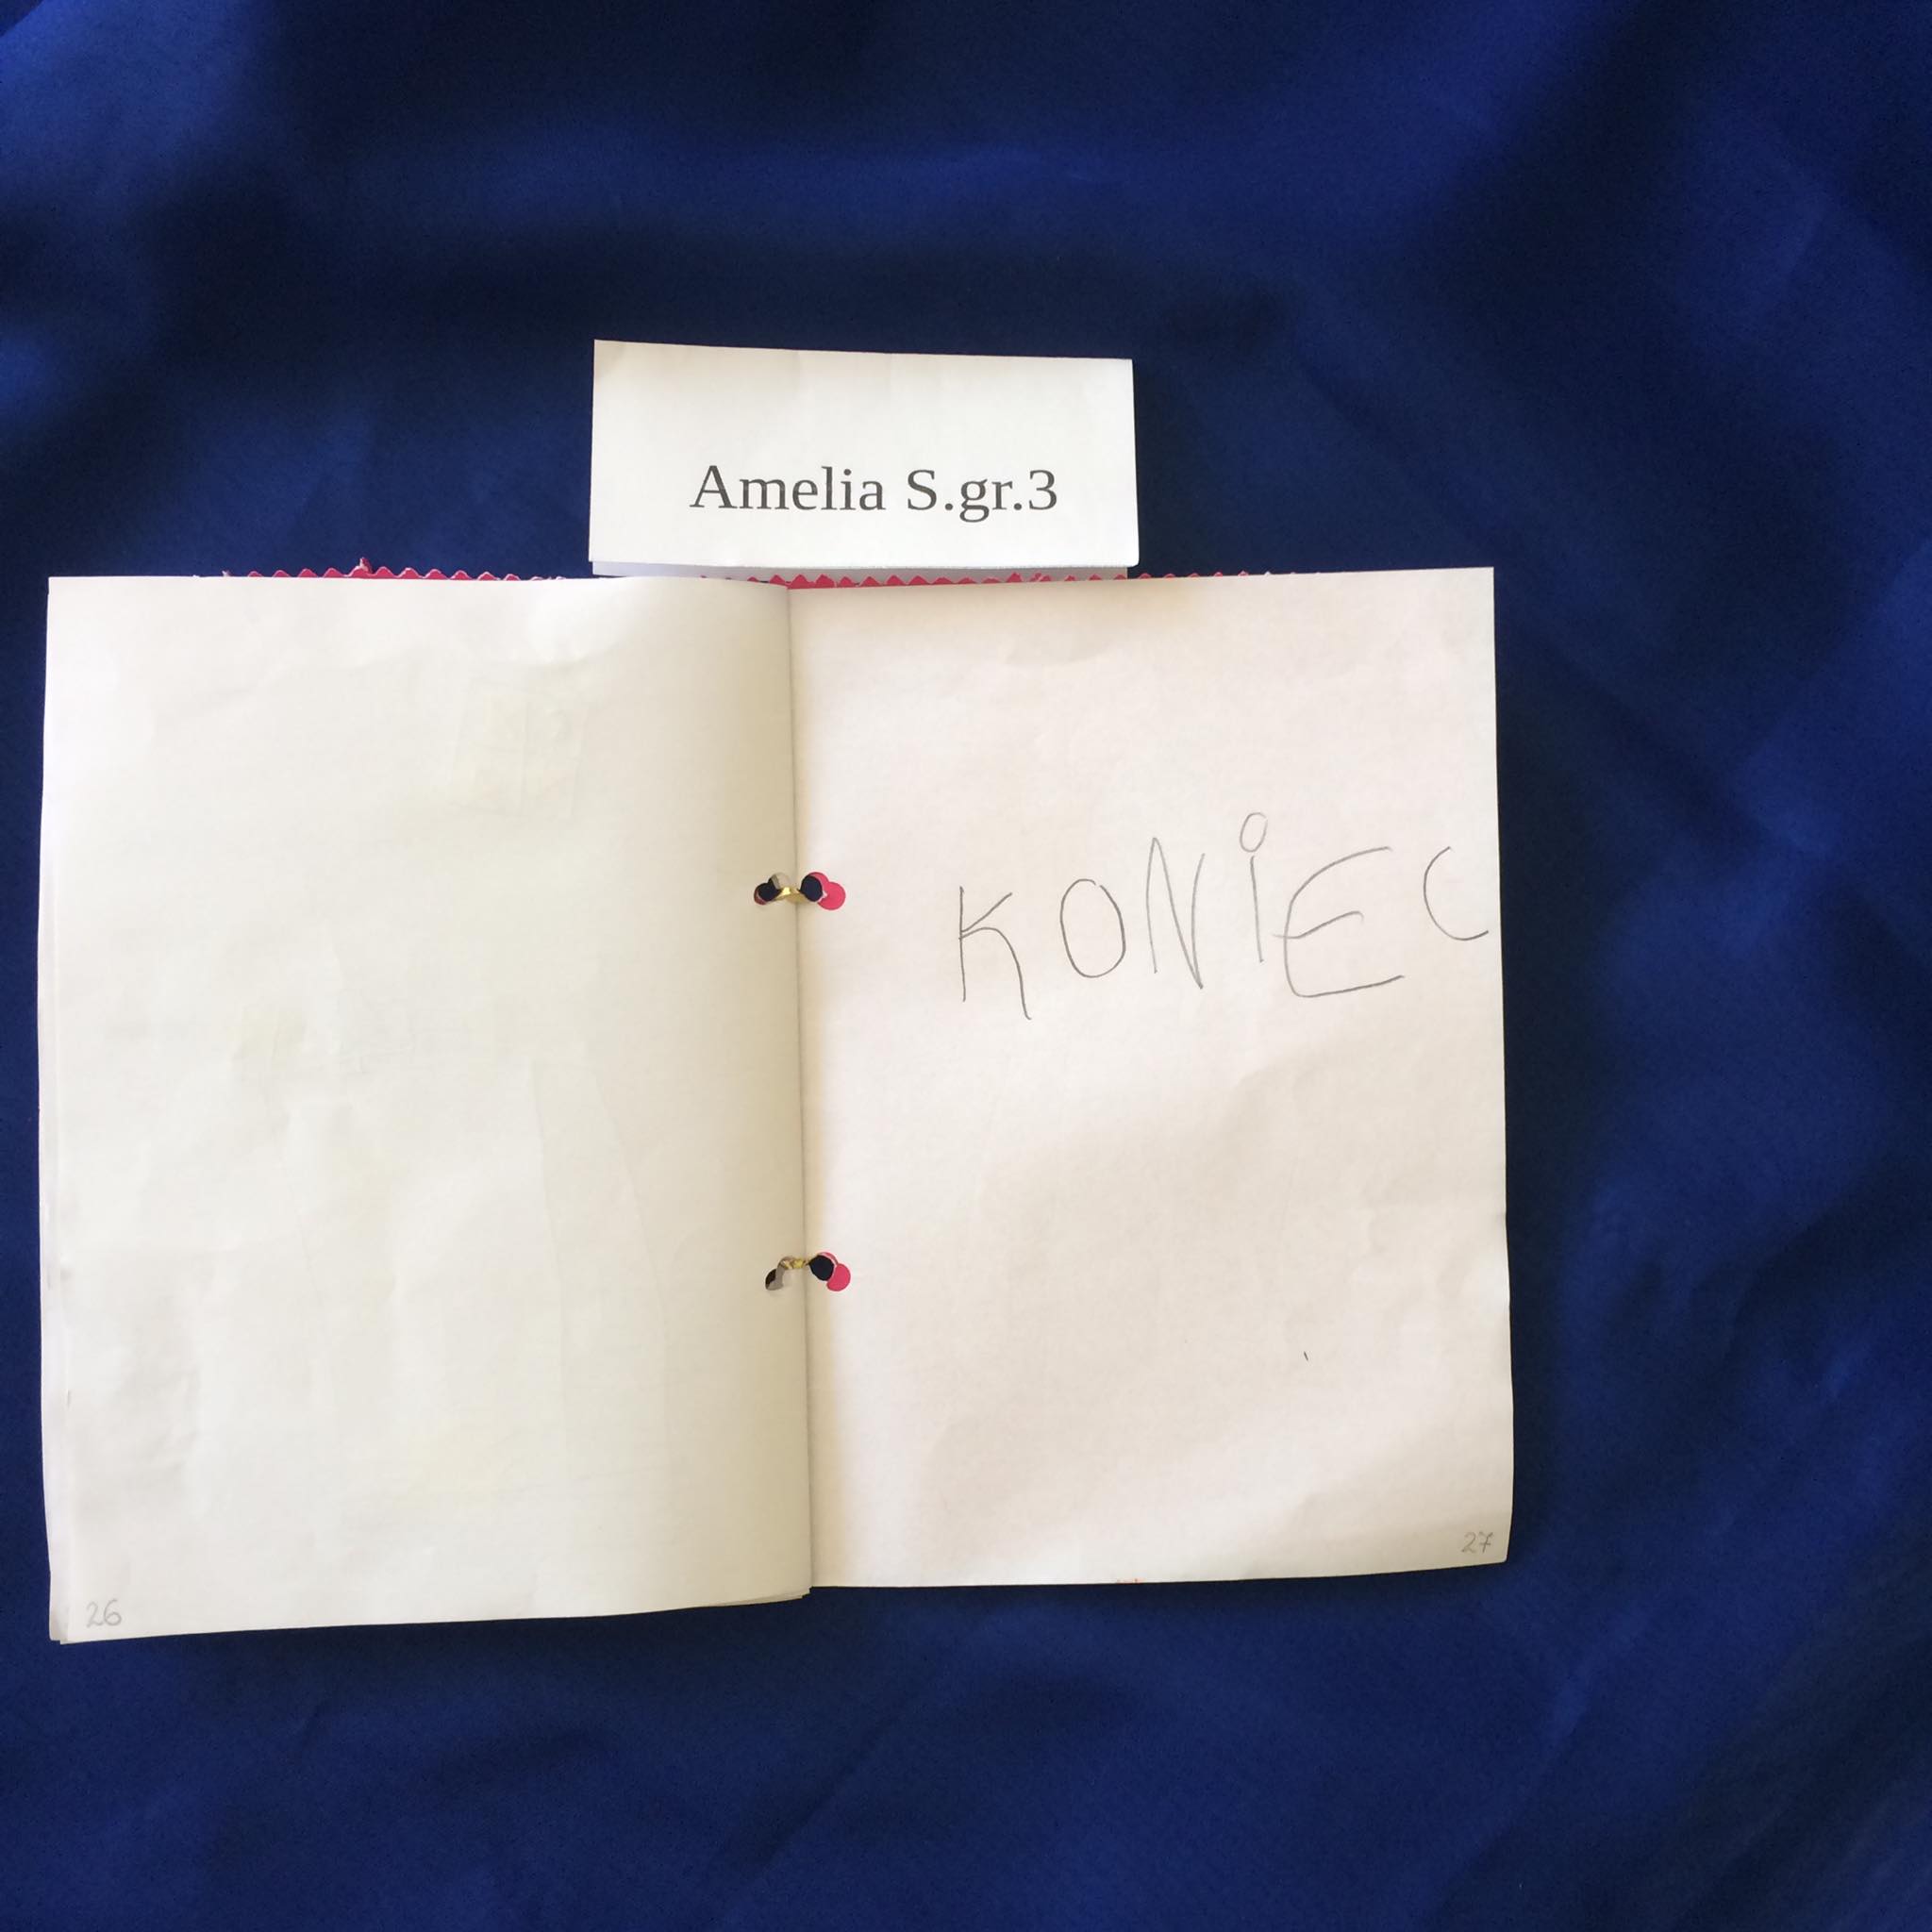 Amelia S.gr.3
KONiEC
26
27